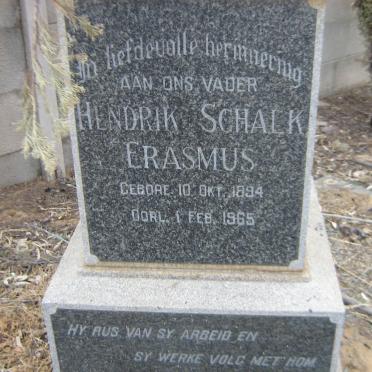 In liefdevolle herinnering
AAN ONS VADER
HENDRIK SCHALK
ERASMUS
GEBORE. 10. OKT. 1894
OORL. 1 FEB. 1965
HY RUS VAN SY ARBEID EN
SY WERKE VOLG MET HOM